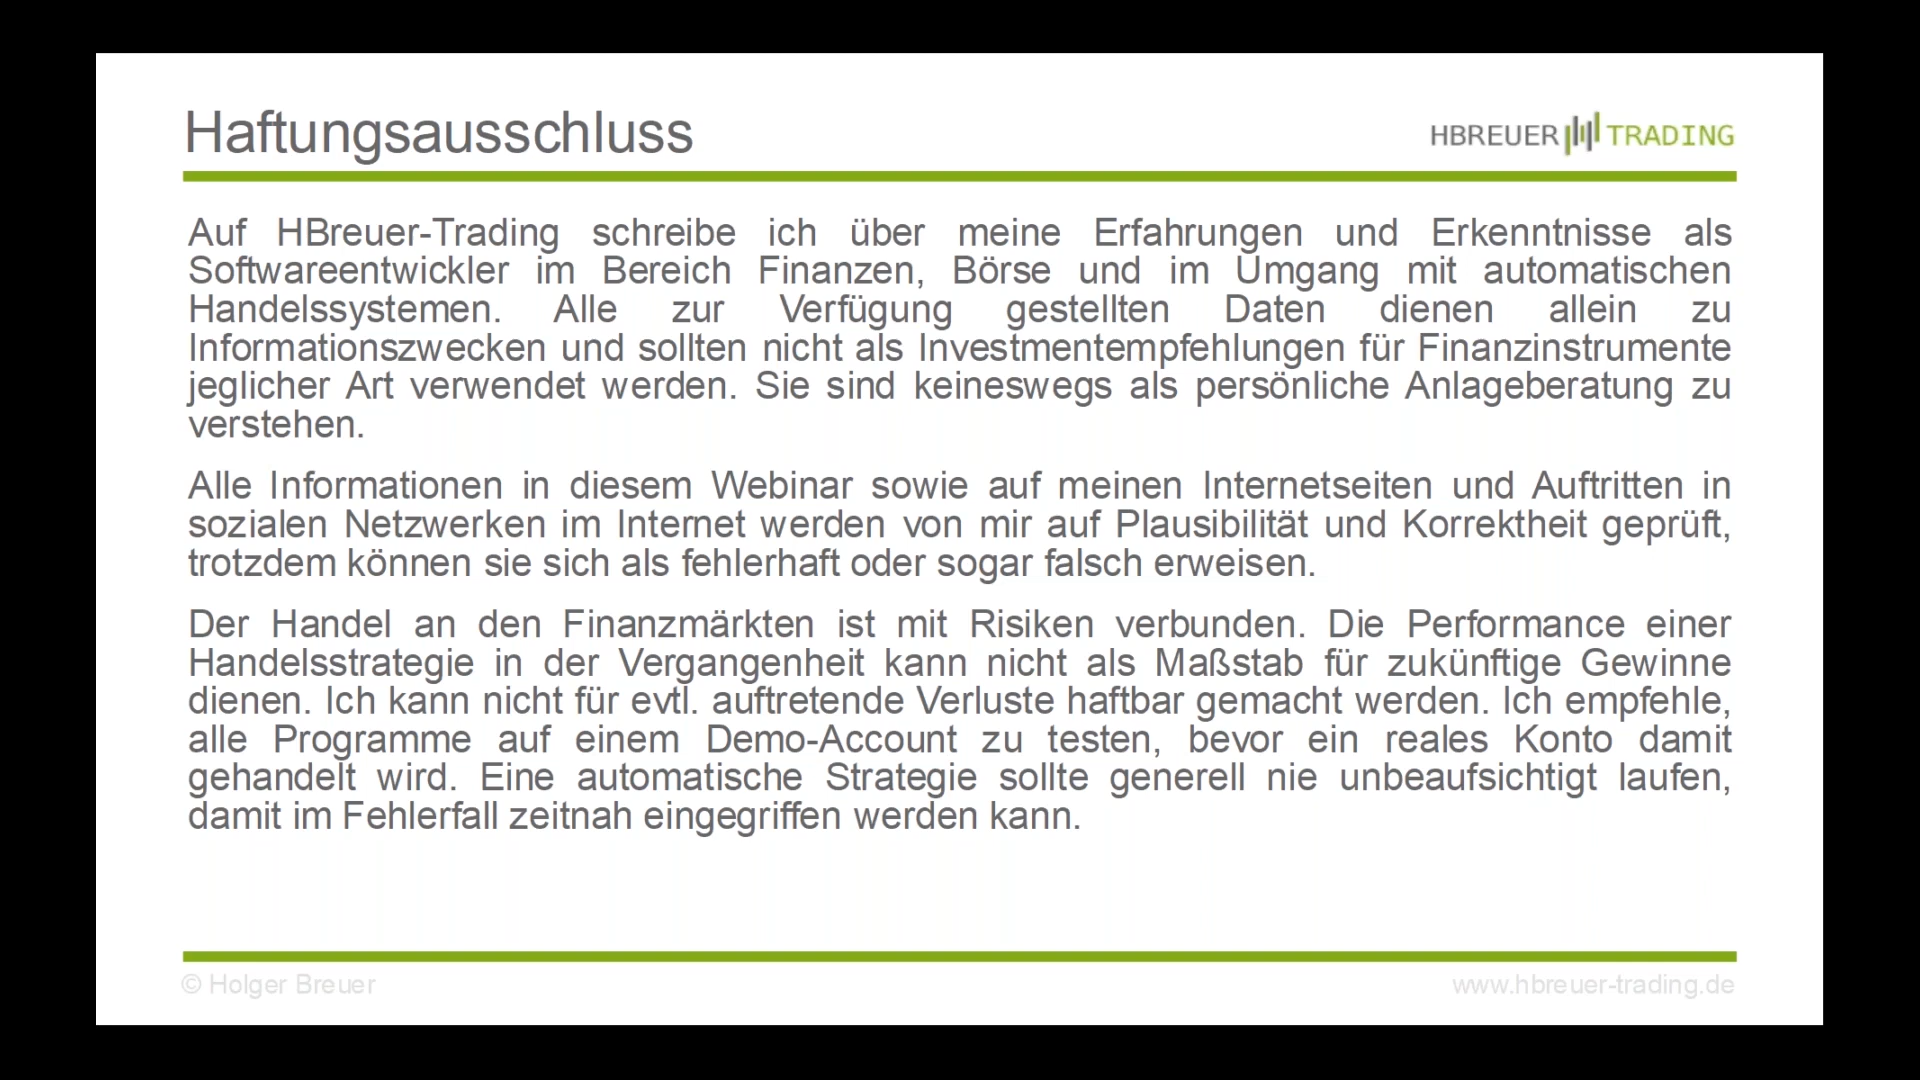 Haftungsausschluss
HBREUER TRADING
Auf HBreuer-Trading schreibe ich über meine Erfahrungen und Erkenntnisse als
Softwareentwickler im Bereich Finanzen, Börse und im Umgang mit automatischen
Handelssystemen. Alle zur Verfügung gestellten Daten dienen allein zu
Informationszwecken und sollten nicht als Investmentempfehlungen für Finanzinstrumente
jeglicher Art verwendet werden. Sie sind keineswegs als persönliche Anlageberatung zu
verstehen.
Alle Informationen in diesem Webinar sowie auf meinen Internetseiten und Auftritten in
sozialen Netzwerken im Internet werden von mir auf Plausibilität und Korrektheit geprüft,
trotzdem können sie sich als fehlerhaft oder sogar falsch erweisen.
Der Handel an den Finanzmärkten ist mit Risiken verbunden. Die Performance einer
Handelsstrategie in der Vergangenheit kann nicht als Maßstab für zukünftige Gewinne
dienen. Ich kann nicht für evtl. auftretende Verluste haftbar gemacht werden. Ich empfehle,
alle Programme auf einem Demo-Account zu testen, bevor ein reales Konto damit
gehandelt wird. Eine automatische Strategie sollte generell nie unbeaufsichtigt laufen,
damit im Fehlerfall zeitnah eingegriffen werden kann.
© Holger Breuer
www.hbreuer-trading.de